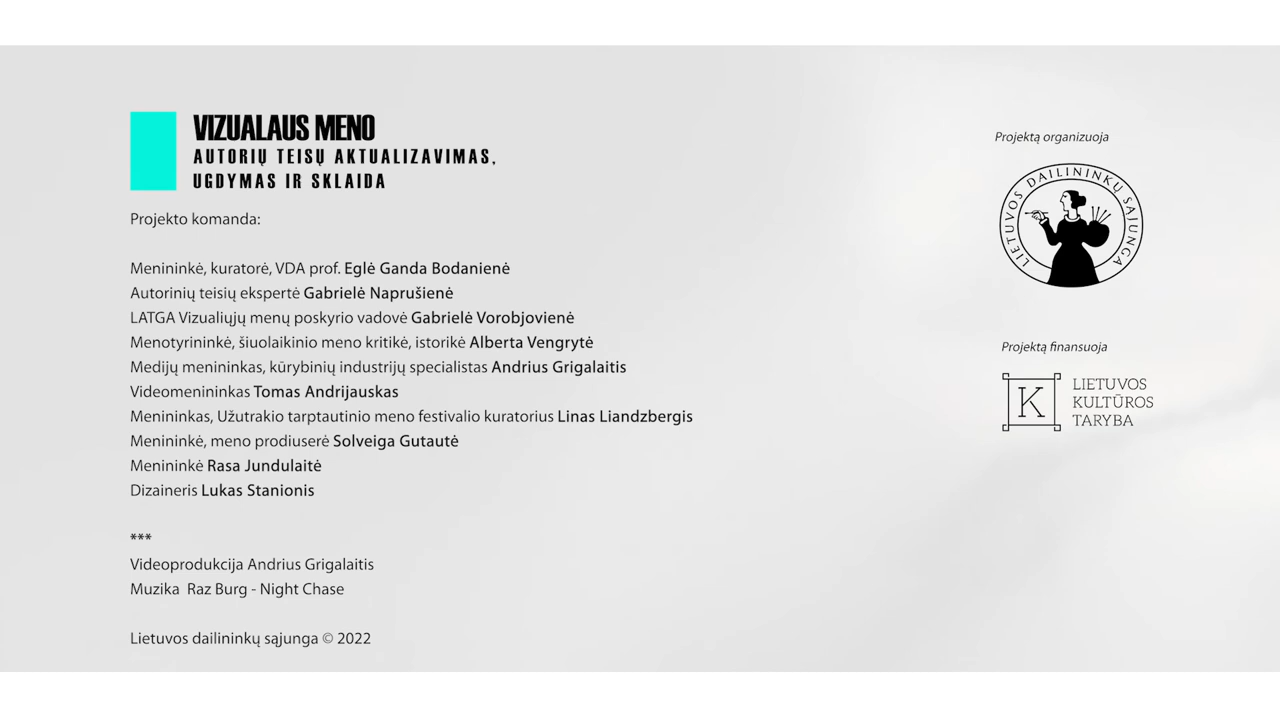 VIZUALAUS MENO
AUTORIŲ TEISŲ AKTUALIZAVIMAS,
UGDYMAS IR SKLAIDA
Projekto komanda:
Menininkė, kuratorė, VDA prof. Eglė Ganda Bodanienė
Autorinių teisių ekspertė Gabrielė Naprušienė
LATGA Vizualiųjų menų poskyrio vadovė Gabrielė Vorobjovienė
Menotyrininkė, šiuolaikinio meno kritikė, istorikė Alberta Vengrytė
Medijų menininkas, kūrybinių industrijų specialistas Andrius Grigalaitis
Videomenininkas Tomas Andrijauskas
Menininkas, Užutrakio tarptautinio meno festivalio kuratorius Linas Liandzbergis
Menininkė, meno prodiuserė Solveiga Gutautė
Menininkė Rasa Jundulaitė
Dizaineris Lukas Stanionis
***
Videoprodukcija Andrius Grigalaitis
Muzika  Raz Burg - Night Chase
Lietuvos dailininkų sąjunga © 2022
Projektą organizuoja
LIETUVOS DAILININKŲ SĄJUNGA
Projektą finansuoja
K
LIETUVOS
KULTŪROS
TARYBA